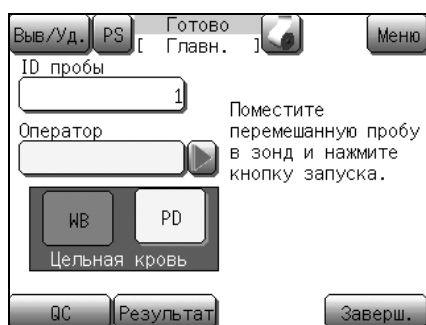 Выв/Уд. PS Готово Меню
[ Главн. ]
ID пробы
1
Оператор
Поместите
перемешанную пробу
в зонд и нажмите
кнопку запуска.
WB PD
Цельная кровь
QC Результат Заверш.